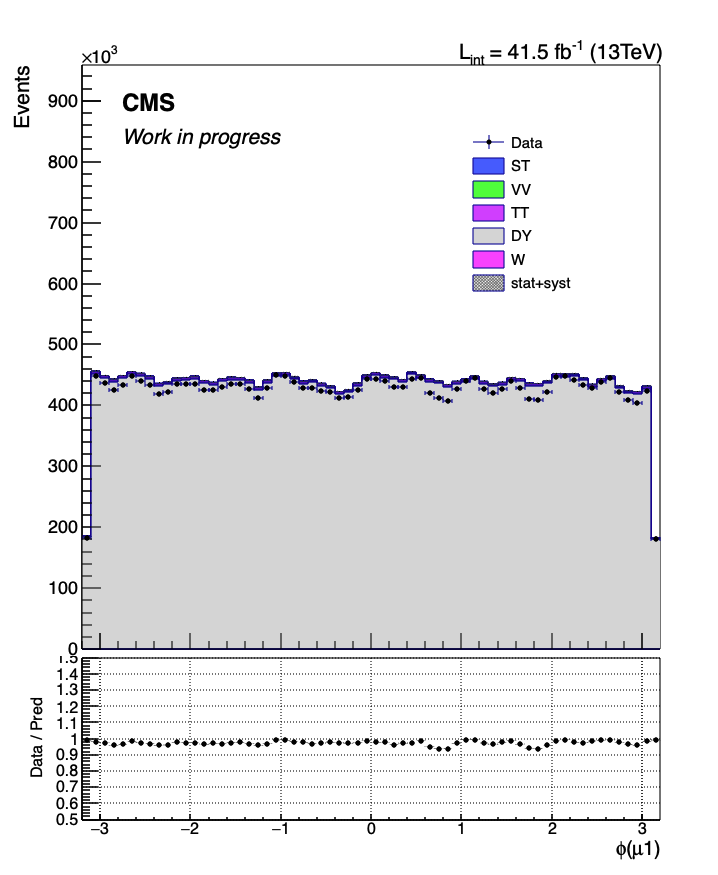 ×10³
L_int = 41.5 fb⁻¹ (13TeV)
Events
CMS
Work in progress
Data
ST
VV
TT
DY
W
stat+syst
900
800
700
600
500
400
300
200
100
0
Data / Pred
1.5
1.4
1.3
1.2
1.1
1
0.9
0.8
0.7
0.6
0.5
−3 −2 −1 0 1 2 3
ϕ(μ1)